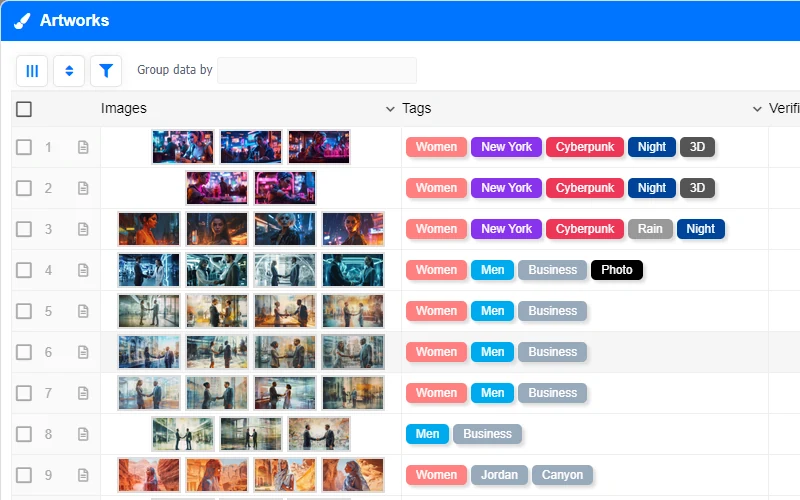 Artworks
Group data by
Images Tags Verifi
1 Women New York Cyberpunk Night 3D
2 Women New York Cyberpunk Night 3D
3 Women New York Cyberpunk Rain Night
4 Women Men Business Photo
5 Women Men Business
6 Women Men Business
7 Women Men Business
8 Men Business
9 Women Jordan Canyon